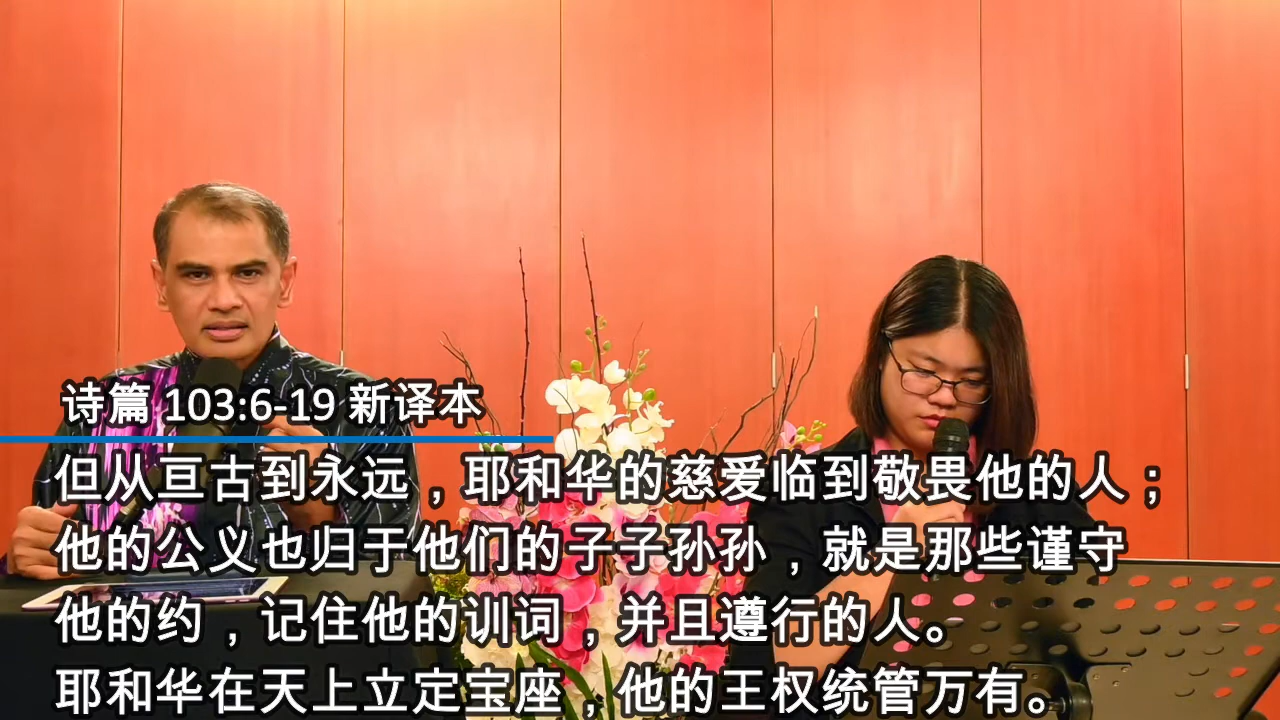 诗篇 103:6-19 新译本
但从亘古到永远，耶和华的慈爱临到敬畏他的人；
他的公义也归于他们的子子孙孙，就是那些谨守
他的约，记住他的训词，并且遵行的人。
耶和华在天上立定宝座，他的王权统管万有。